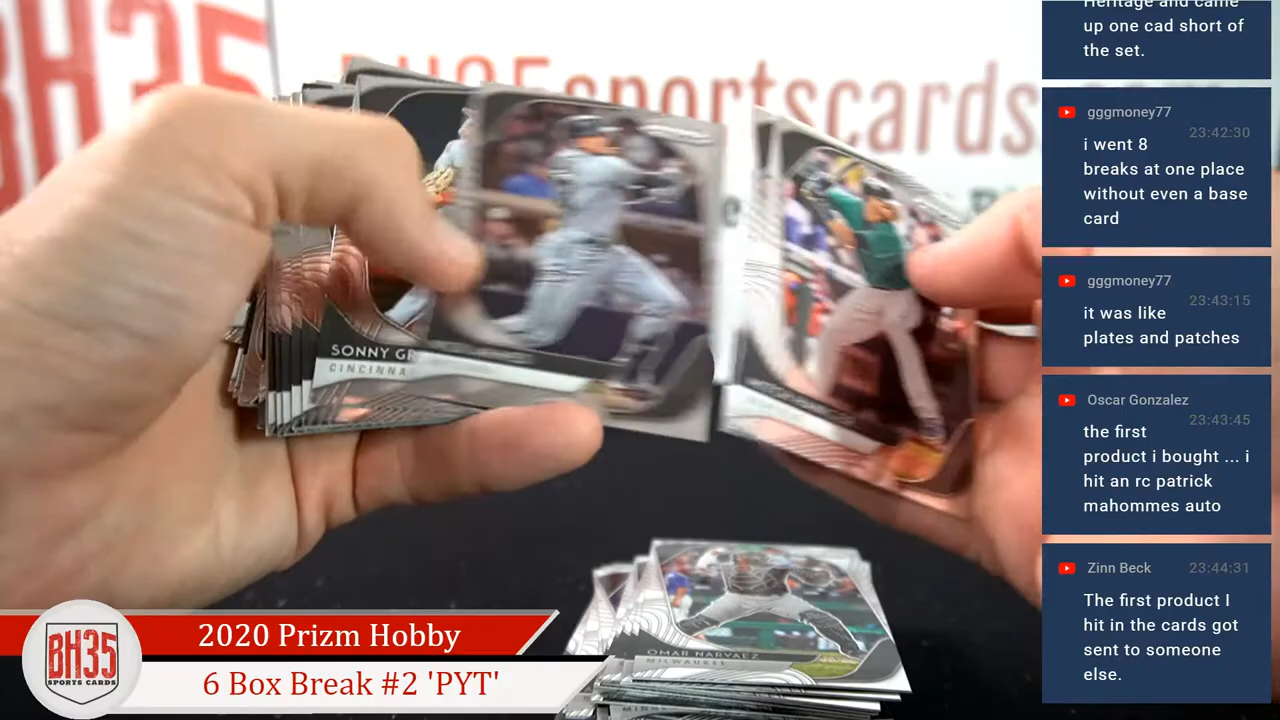 BH35
BH35sportscards.
SONNY GR
CINCINNA
OMAR NARVAEZ
MILWAUKEE
BH35
SPORTS CARDS
2020 Prizm Hobby
6 Box Break #2 'PYT'
Heritage and came
up one cad short of
the set.
gggmoney77
23:42:30
i went 8
breaks at one place
without even a base
card
gggmoney77
23:43:15
it was like
plates and patches
Oscar Gonzalez
23:43:45
the first
product i bought ... i
hit an rc patrick
mahommes auto
Zinn Beck 23:44:31
The first product I
hit in the cards got
sent to someone
else.